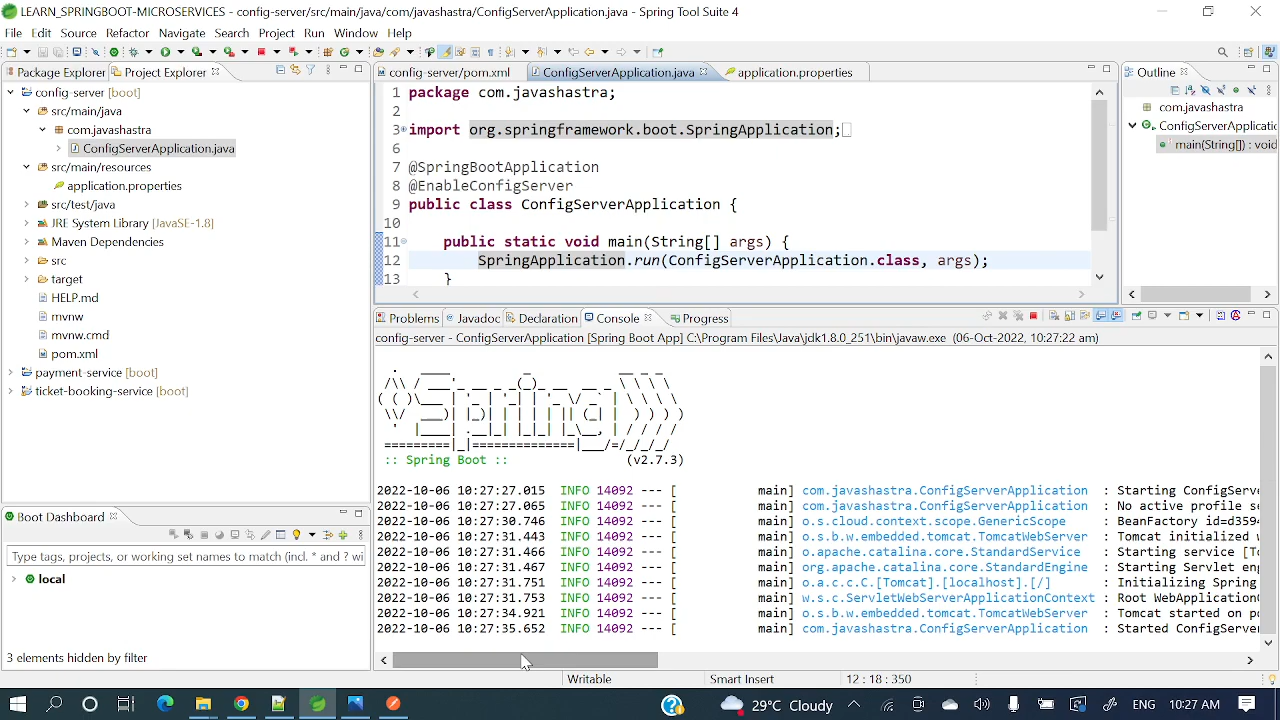 LEARN_SPRINGBOOT-MICROSERVICES - config-server/src/main/java/com/javashastra/ConfigServerApplication.java - Spring Tool Suite 4
File Edit Source Refactor Navigate Search Project Run Window Help
Package Explorer Project Explorer
config-server [boot]
src/main/java
com.javashastra
ConfigServerApplication.java
src/main/resources
application.properties
src/test/java
JRE System Library [JavaSE-1.8]
Maven Dependencies
src
target
HELP.md
mvnw
mvnw.cmd
pom.xml
payment-service [boot]
ticket-booking-service [boot]
config-server/pom.xml ConfigServerApplication.java application.properties
1 package com.javashastra;
2
3 import org.springframework.boot.SpringApplication;
6
7 @SpringBootApplication
8 @EnableConfigServer
9 public class ConfigServerApplication {
10
11 public static void main(String[] args) {
12 SpringApplication.run(ConfigServerApplication.class, args);
13 }
Outline
com.javashastra
ConfigServerApplicatio
main(String[]) : void
Problems Javadoc Declaration Console Progress
config-server - ConfigServerApplication [Spring Boot App] C:\Program Files\Java\jdk1.8.0_251\bin\javaw.exe (06-Oct-2022, 10:27:22 am)
Spring
:: Spring Boot :: (v2.7.3)
2022-10-06 10:27:27.015 INFO 14092 --- [ main] com.javashastra.ConfigServerApplication : Starting ConfigServe
2022-10-06 10:27:27.065 INFO 14092 --- [ main] com.javashastra.ConfigServerApplication : No active profile se
2022-10-06 10:27:30.746 INFO 14092 --- [ main] o.s.cloud.context.scope.GenericScope : BeanFactory id=d3594
2022-10-06 10:27:31.443 INFO 14092 --- [ main] o.s.b.w.embedded.tomcat.TomcatWebServer : Tomcat initialized w
2022-10-06 10:27:31.466 INFO 14092 --- [ main] o.apache.catalina.core.StandardService : Starting service [To
2022-10-06 10:27:31.467 INFO 14092 --- [ main] org.apache.catalina.core.StandardEngine : Starting Servlet eng
2022-10-06 10:27:31.751 INFO 14092 --- [ main] o.a.c.c.C.[Tomcat].[localhost].[/] : Initializing Spring
2022-10-06 10:27:31.753 INFO 14092 --- [ main] w.s.c.ServletWebServerApplicationContext : Root WebApplicationC
2022-10-06 10:27:34.921 INFO 14092 --- [ main] o.s.b.w.embedded.tomcat.TomcatWebServer : Tomcat started on po
2022-10-06 10:27:35.652 INFO 14092 --- [ main] com.javashastra.ConfigServerApplication : Started ConfigServer
Boot Dashboard
Type tags, projects, or working set names to match (incl. * and ? wi
local
3 elements hidden by filter
Writable Smart Insert 12 : 18 : 350
29°C Cloudy ENG 10:27 AM